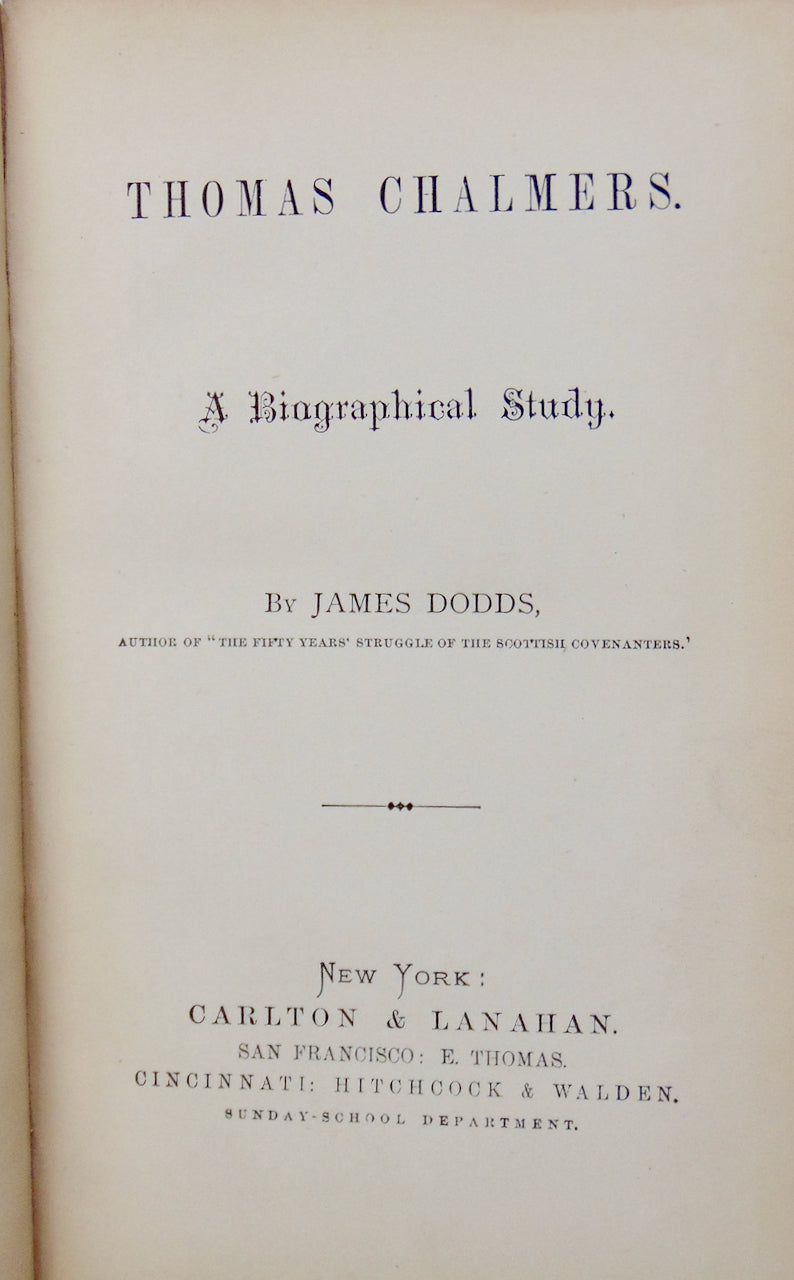 THOMAS CHALMERS.
A Biographical Study.
By JAMES DODDS,
AUTHOR OF "THE FIFTY YEARS' STRUGGLE OF THE SCOTTISH COVENANTERS.'
NEW YORK:
CARLTON & LANAHAN.
SAN FRANCISCO: E. THOMAS.
CINCINNATI: HITCHCOCK & WALDEN.
SUNDAY-SCHOOL DEPARTMENT.